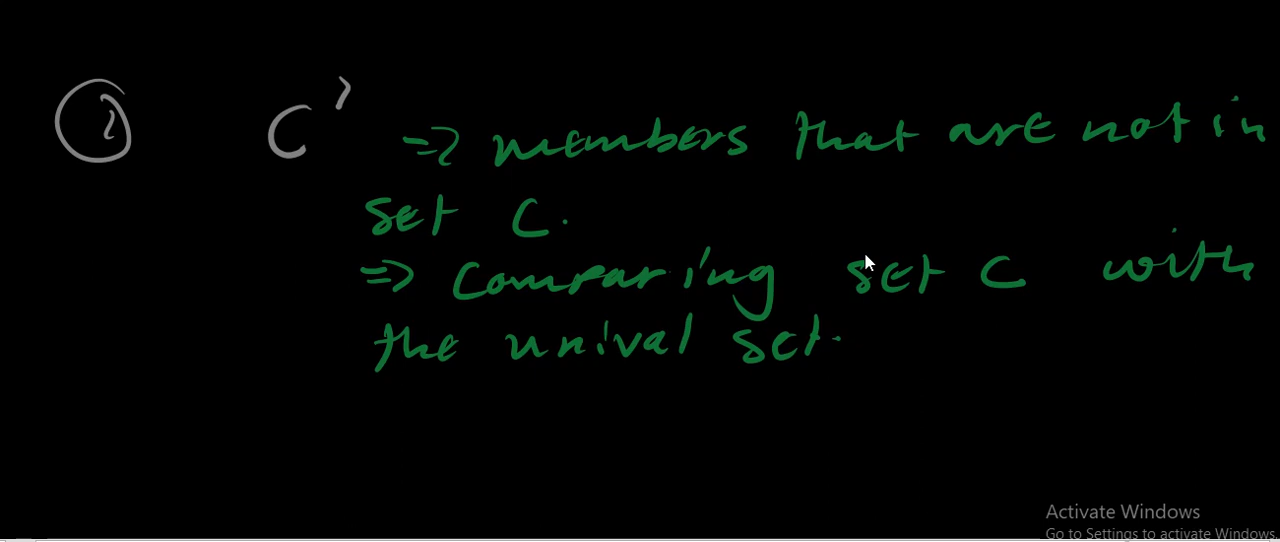 ② C' => members that are not in
set C.
=> Comparing set C with
the unival set.
Activate Windows
Go to Settings to activate Windows.